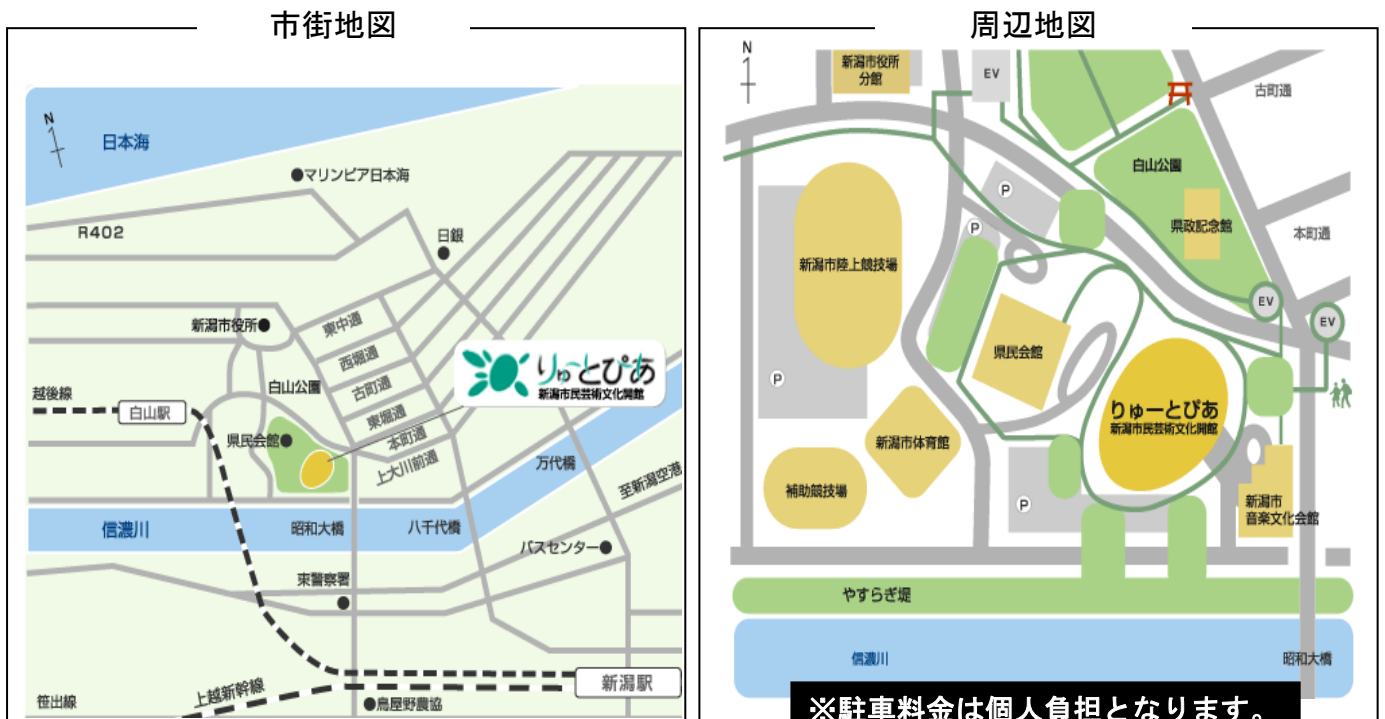 市街地図
N
日本海
マリンピア日本海
R402
日銀
新潟市役所
東中通
西堀通
白山公園
古町通
りゅーとぴあ
新潟市民芸術文化開館
越後線
白山駅
東堀通
県民会館
本町通
上大川前通
万代橋
至新潟空港
信濃川
昭和大橋
八千代橋
バスセンター
東警察署
新潟駅
上越新幹線
笹出線
鳥屋野農協
周辺地図
N
新潟市役所
分館
EV
古町通
白山公園
P
県政記念館
P
本町通
新潟市陸上競技場
EV
EV
県民会館
P
りゅーとぴあ
新潟市民芸術文化開館
新潟市体育館
補助競技場
P
新潟市
音楽文化会館
やすらぎ堤
信濃川
昭和大橋
※駐車料金は個人負担となります。